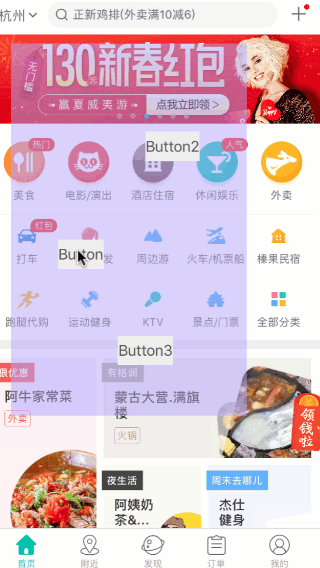 杭州
正新鸡排(外卖满10减6)
无门槛
130元新春红包
赢夏威夷游
点我立即领>
Button2
热门
人气
美食
电影/演出
酒店住宿
休闲娱乐
外卖
红包
Button
发
打车
周边游
火车/机票
船
榛果民宿
跑腿代购
运动健身
KTV
景点/门票
全部分类
Button3
限优惠
阿牛家常菜
外卖
有格调
蒙古大营.满旗楼
火锅
领钱啦
夜生活
阿姨奶
茶&...
周末去哪儿
杰仕
健身
首页
附近
发现
订单
我的